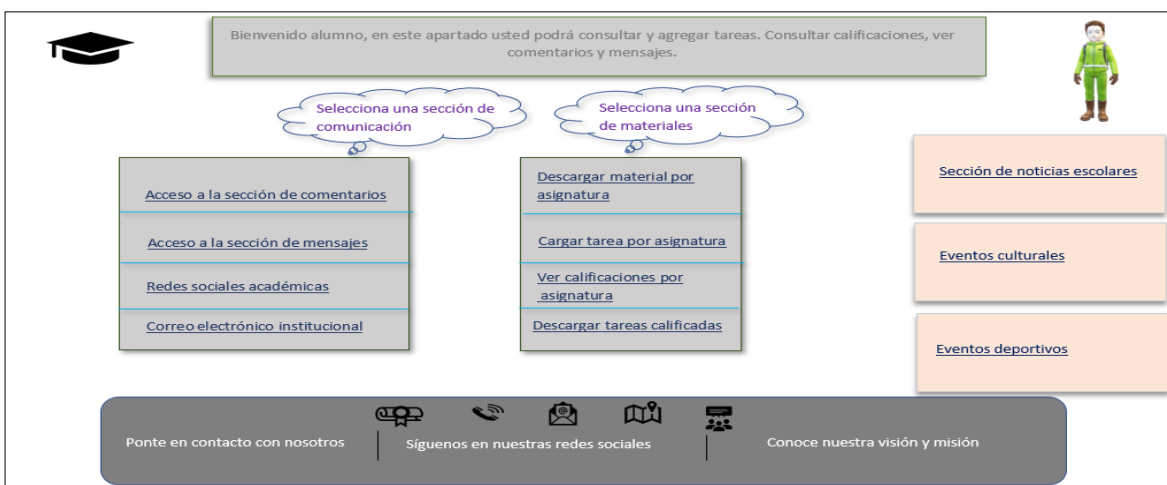 Bienvenido alumno, en este apartado usted podrá consultar y agregar tareas. Consultar calificaciones, ver
comentarios y mensajes.
Selecciona una sección de
comunicación
Selecciona una sección
de materiales
Acceso a la sección de comentarios
Acceso a la sección de mensajes
Redes sociales académicas
Correo electrónico institucional
Descargar material por
asignatura
Cargar tarea por asignatura
Ver calificaciones por
asignatura
Descargar tareas calificadas
Sección de noticias escolares
Eventos culturales
Eventos deportivos
Ponte en contacto con nosotros
Síguenos en nuestras redes sociales
Conoce nuestra visión y misión